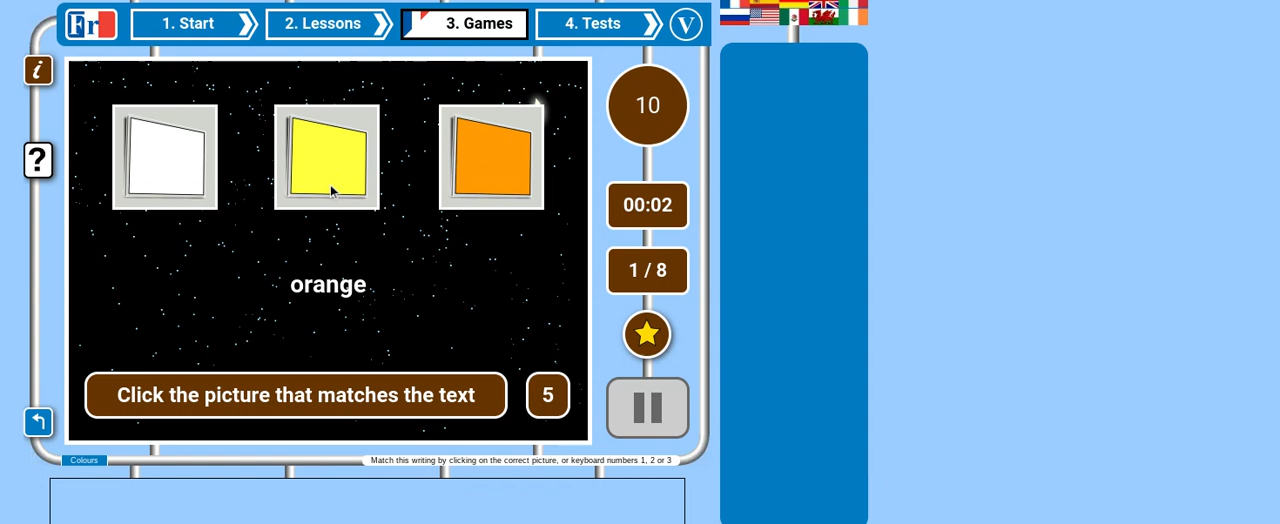 Fr
1. Start
2. Lessons
3. Games
4. Tests
V
i
?
10
00:02
1 / 8
orange
Click the picture that matches the text
5
Colours
Match this writing by clicking on the correct picture, or keyboard numbers 1, 2 or 3